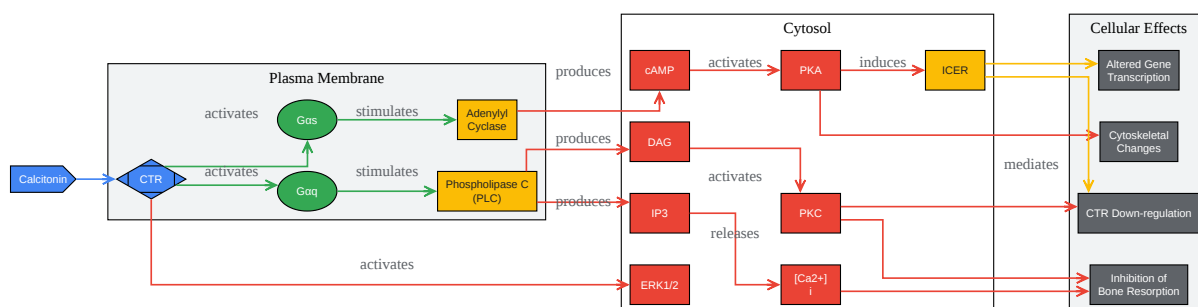 Plasma Membrane
Cytosol
Cellular Effects
Calcitonin
CTR
activates
activates
Gαs
Gαq
stimulates
stimulates
Adenylyl
Cyclase
Phospholipase C
(PLC)
produces
produces
produces
activates
cAMP
activates
PKA
induces
ICER
DAG
activates
IP3
releases
PKC
ERK1/2
[Ca2+]
i
mediates
Altered Gene
Transcription
Cytoskeletal
Changes
CTR Down-regulation
Inhibition of
Bone Resorption